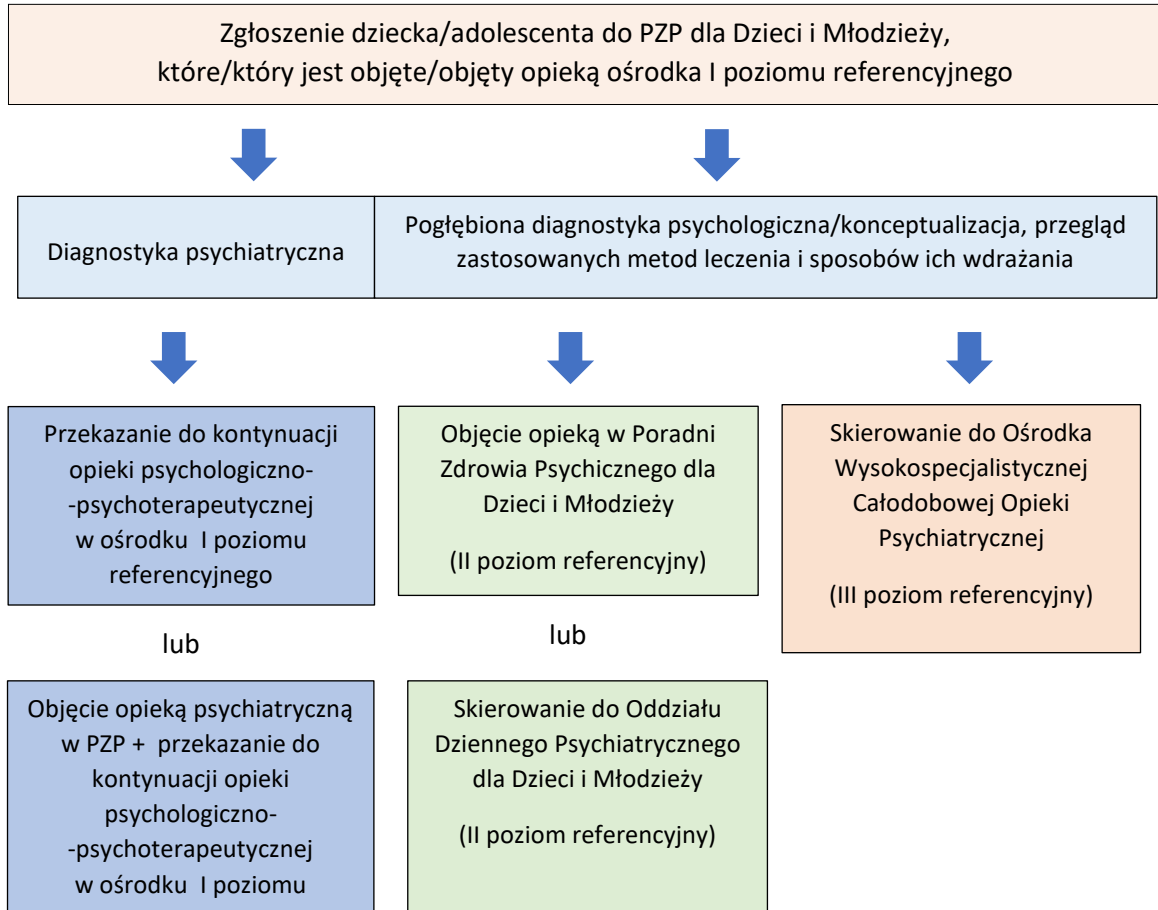 Zgłoszenie dziecka/adolescenta do PZP dla Dzieci i Młodzieży,
które/który jest objęte/objęty opieką ośrodka I poziomu referencyjnego
Diagnostyka psychiatryczna
Pogłębiona diagnostyka psychologiczna/konceptualizacja, przegląd
zastosowanych metod leczenia i sposobów ich wdrażania
Przekazanie do kontynuacji
opieki psychologiczno-
-psychoterapeutycznej
w ośrodku I poziomu
referencyjnego
lub
Objęcie opieką psychiatryczną
w PZP + przekazanie do
kontynuacji opieki
psychologiczno-
-psychoterapeutycznej
w ośrodku I poziomu
Objęcie opieką w Poradni
Zdrowia Psychicznego dla
Dzieci i Młodzieży
(II poziom referencyjny)
lub
Skierowanie do Oddziału
Dziennego Psychiatrycznego
dla Dzieci i Młodzieży
(II poziom referencyjny)
Skierowanie do Ośrodka
Wysokospecjalistycznej
Całodobowej Opieki
Psychiatrycznej
(III poziom referencyjny)